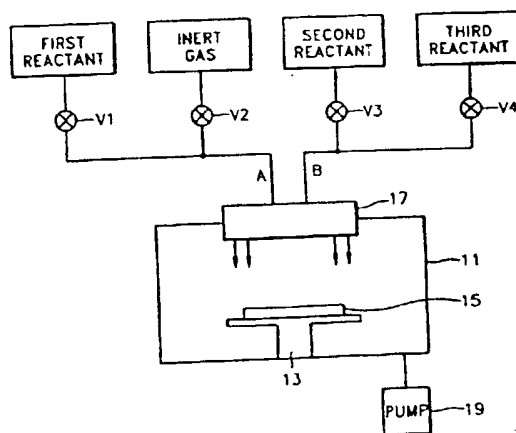 FIRST
REACTANT
INERT
GAS
SECOND
REACTANT
THIRD
REACTANT
V1
V2
V3
V4
A
B
17
11
15
13
PUMP
19